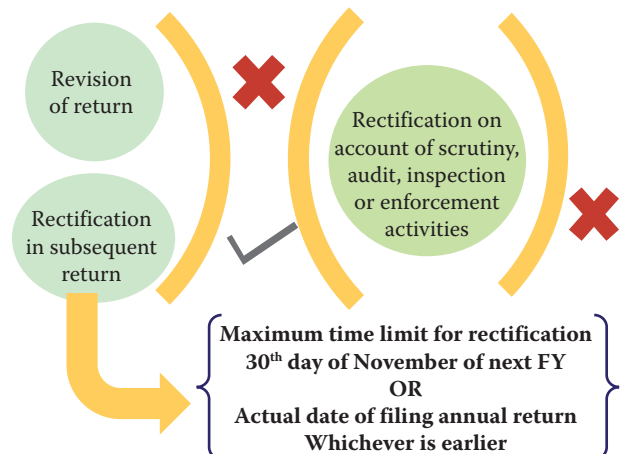 Revision
of return
Rectification
in subsequent
return
Rectification on
account of scrutiny,
audit, inspection
or enforcement
activities
Maximum time limit for rectification
30th day of November of next FY
OR
Actual date of filing annual return
Whichever is earlier